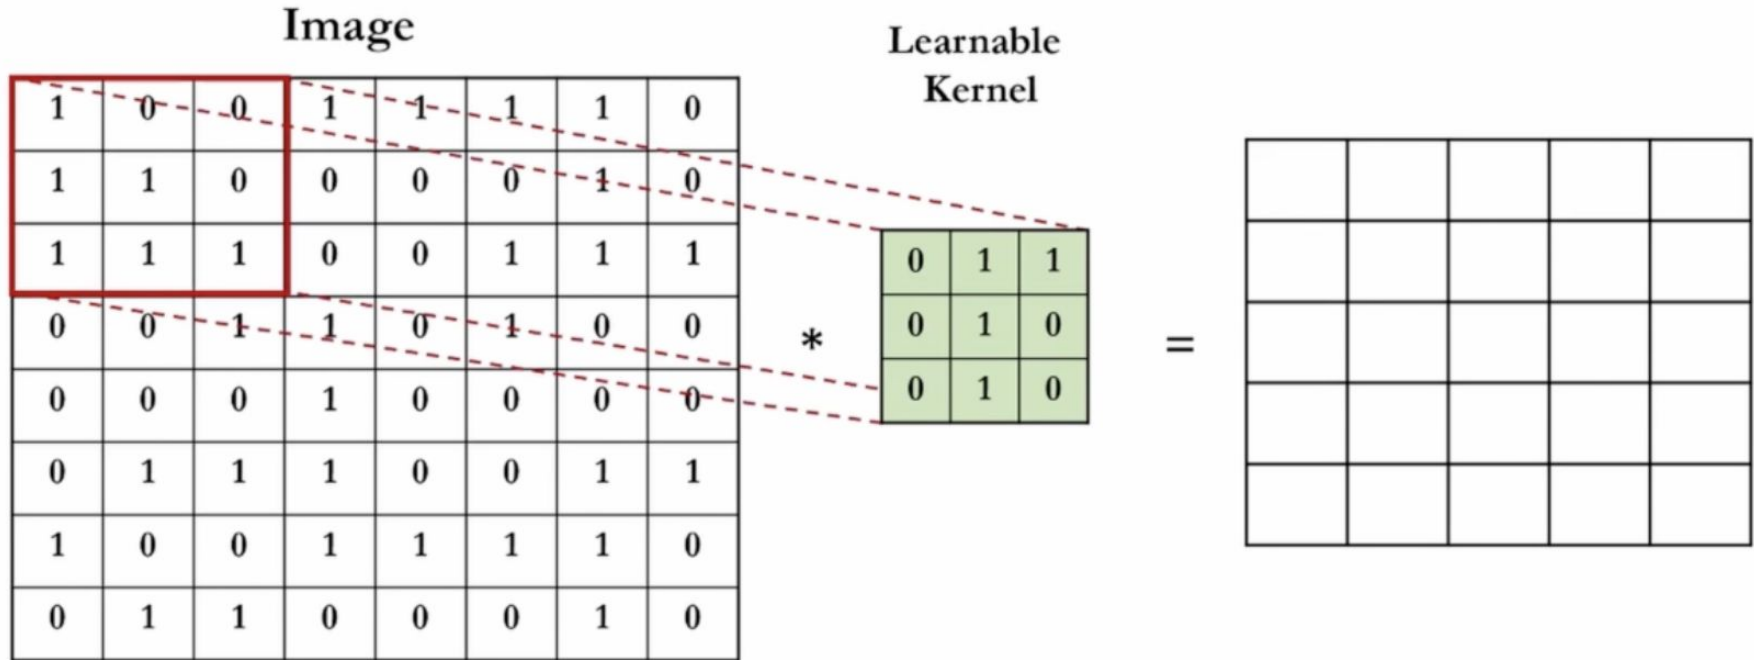 Image
Learnable
Kernel
1 0 0 1 1 1 1 0
1 1 0 0 0 0 1 0
1 1 1 0 0 1 1 1
0 0 1 1 0 1 0 0
0 0 0 1 0 0 0 0
0 1 1 1 0 0 1 1
1 0 0 1 1 1 1 0
0 1 1 0 0 0 1 0
*
0 1 1
0 1 0
0 1 0
=